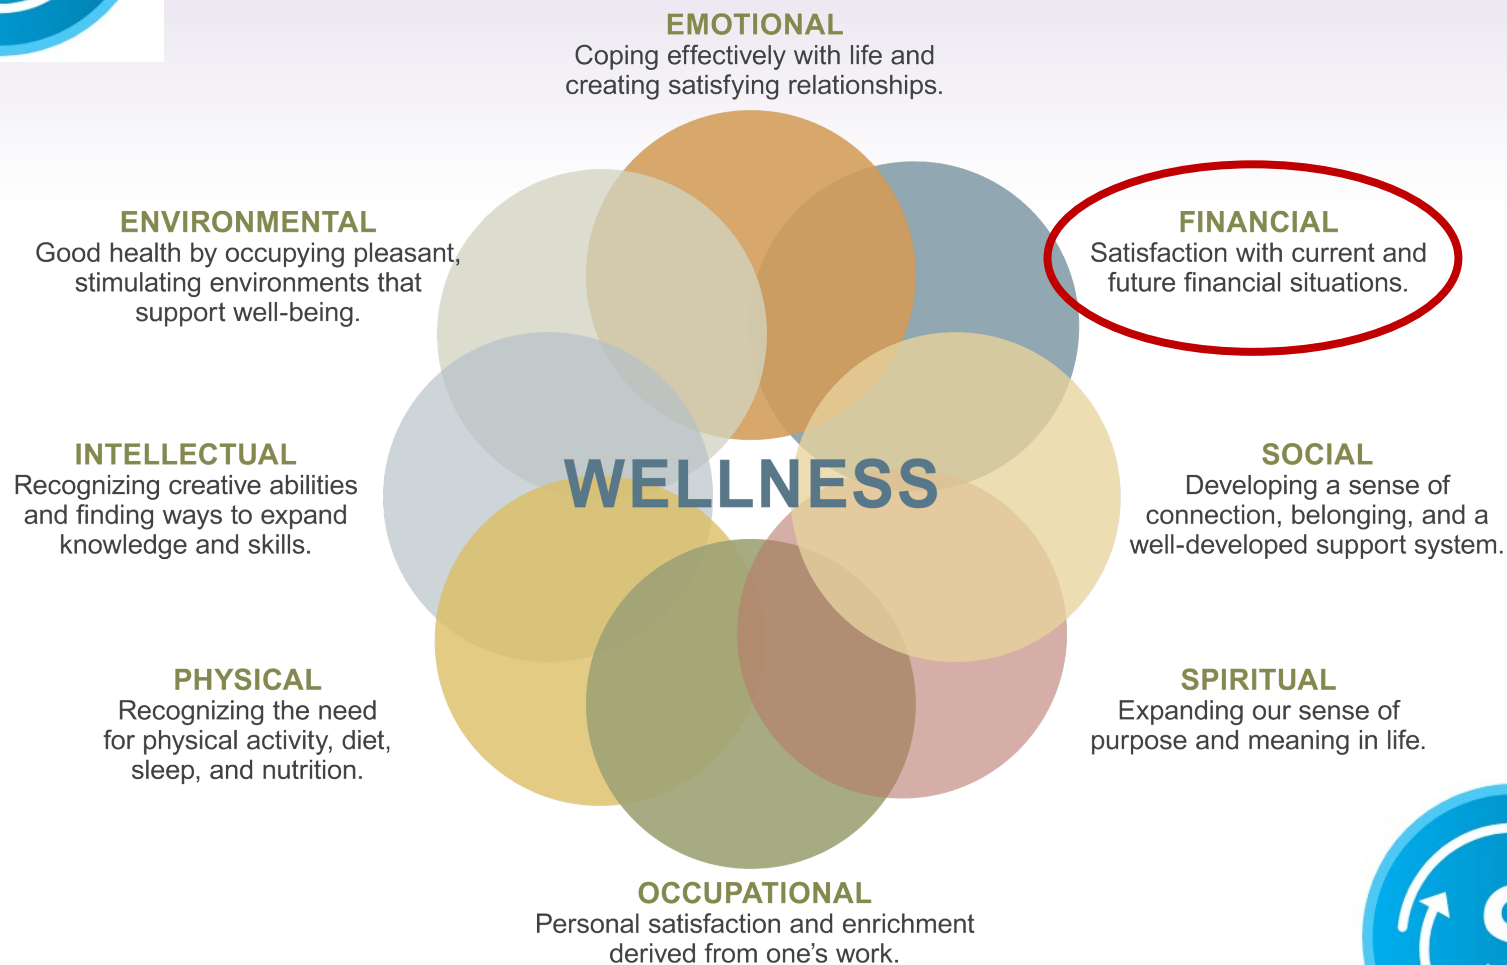 EMOTIONAL
Coping effectively with life and
creating satisfying relationships.
ENVIRONMENTAL
Good health by occupying pleasant,
stimulating environments that
support well-being.
FINANCIAL
Satisfaction with current and
future financial situations.
INTELLECTUAL
Recognizing creative abilities
and finding ways to expand
knowledge and skills.
WELLNESS
SOCIAL
Developing a sense of
connection, belonging, and a
well-developed support system.
PHYSICAL
Recognizing the need
for physical activity, diet,
sleep, and nutrition.
SPIRITUAL
Expanding our sense of
purpose and meaning in life.
OCCUPATIONAL
Personal satisfaction and enrichment
derived from one’s work.